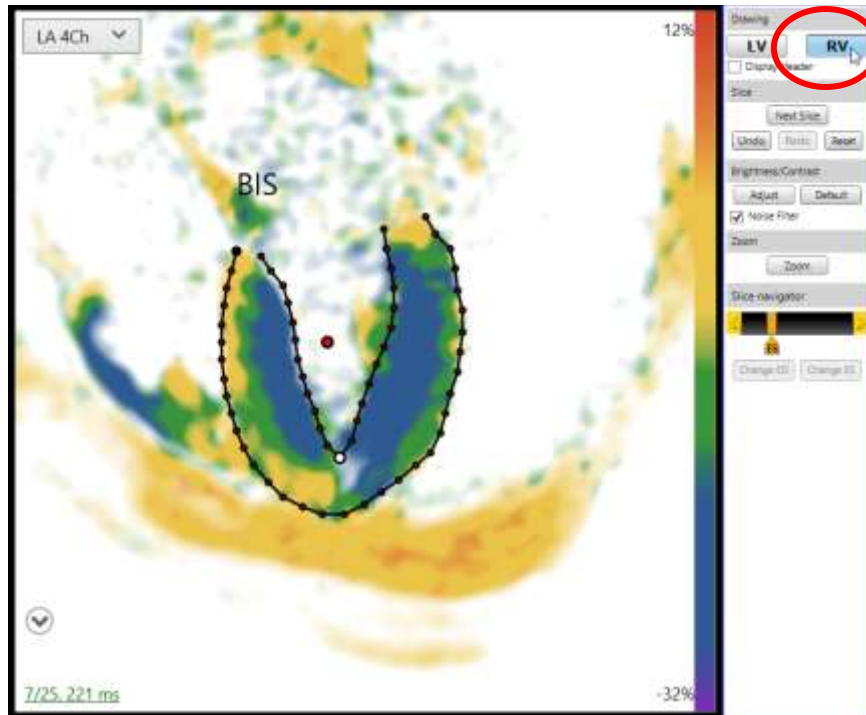 LA 4Ch
12%
BIS
7/25, 221 ms
-32%
Drawing
LV RV
Display Header
Slice
Next Slice
Undo Redo Reset
Brightness/Contrast
Adjust Default
Noise Filter
Zoom
Zoom
Slice navigator
ES
Change ED Change ES